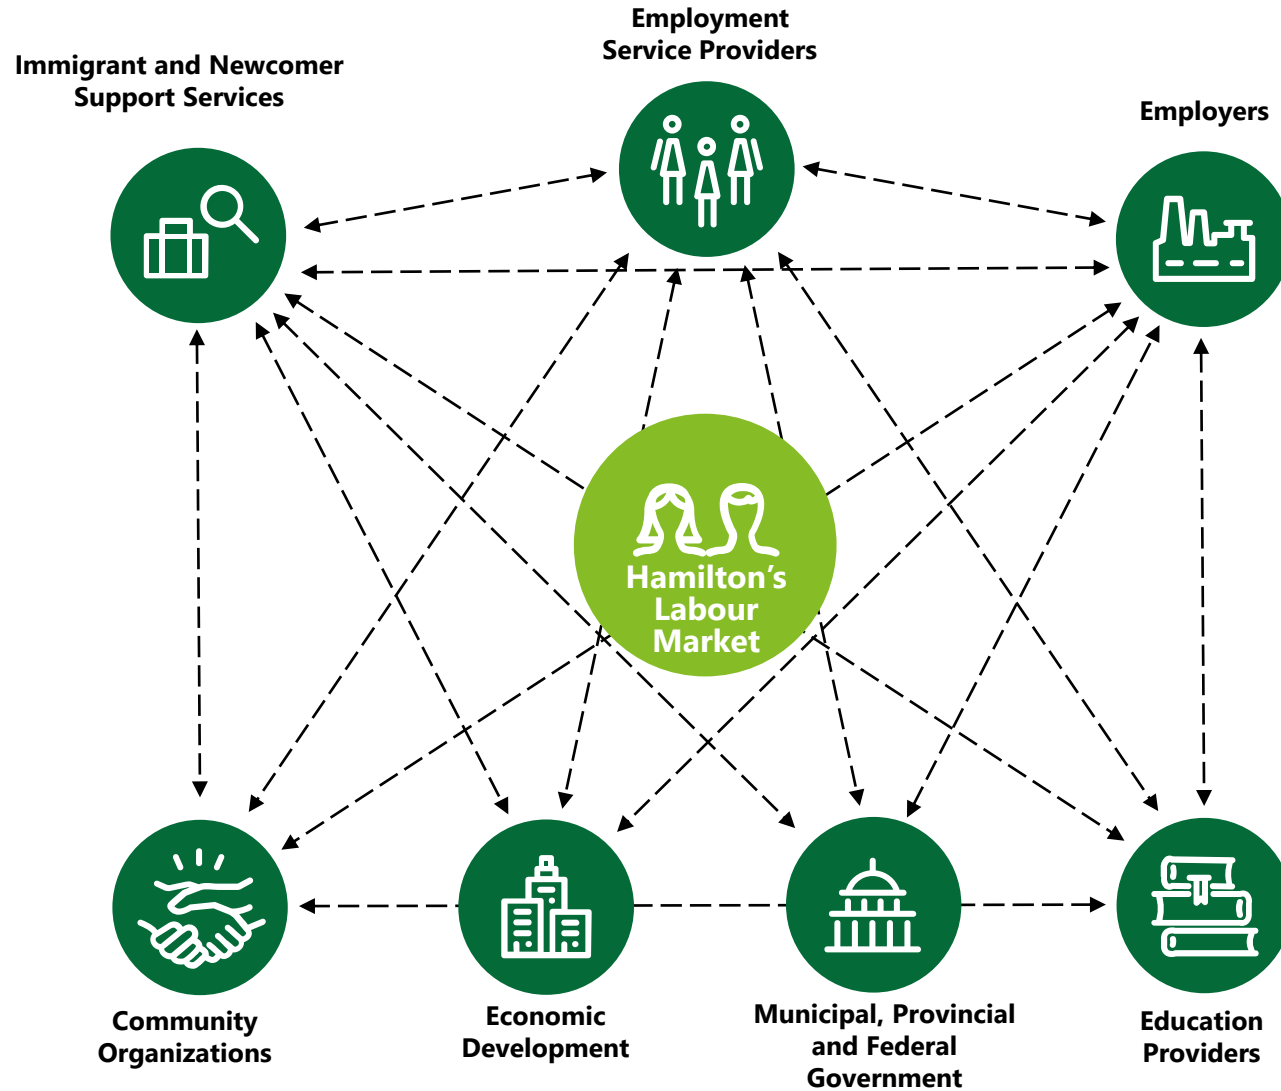 Employment
Service Providers
Immigrant and Newcomer
Support Services
Employers
Hamilton’s
Labour
Market
Community
Organizations
Economic
Development
Municipal, Provincial
and Federal
Government
Education
Providers